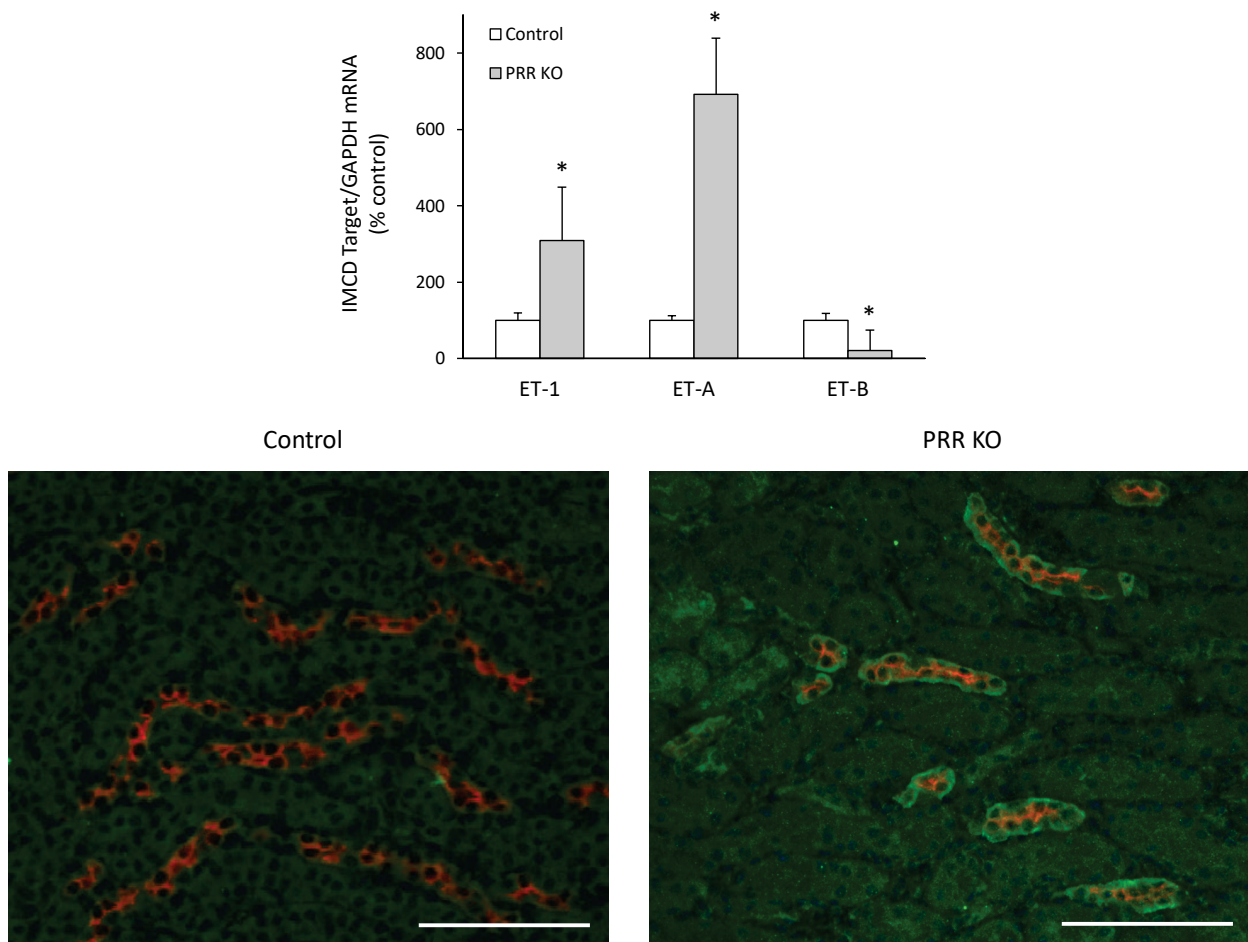 *
Control
PRR KO
800
600
400
200
0
IMCD Target/GAPDH mRNA
(% control)
*
*
ET-1
ET-A
ET-B
Control
PRR KO